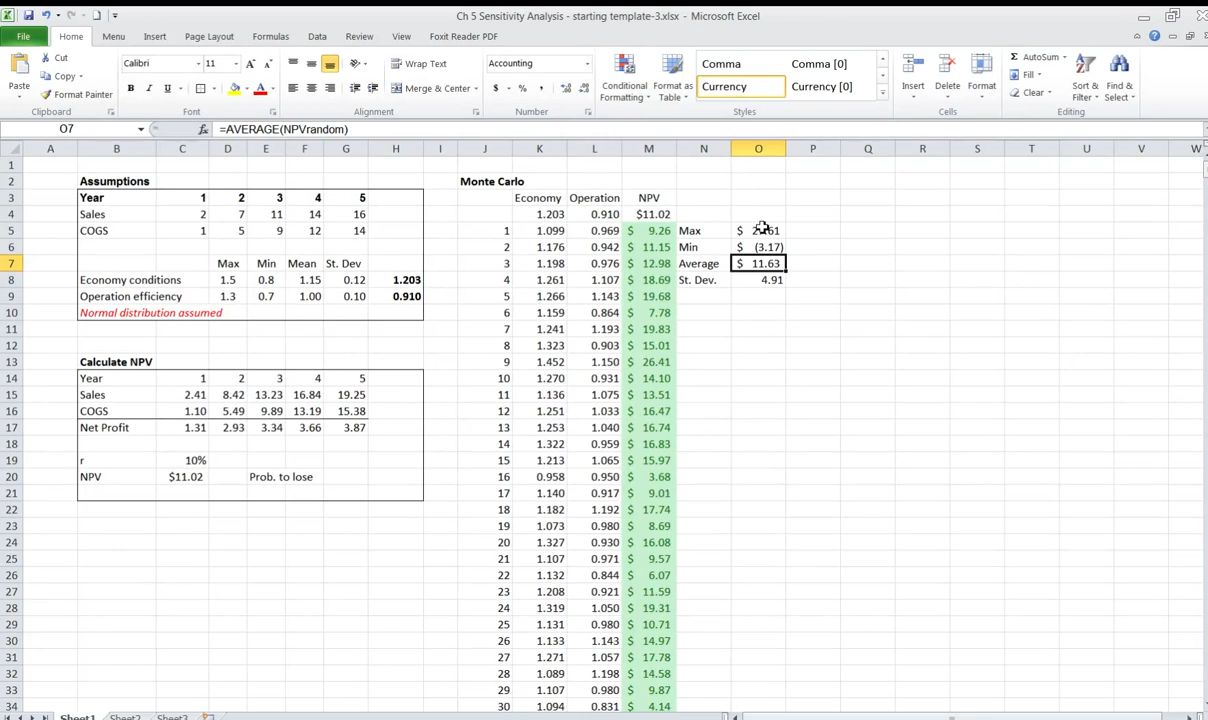 Ch 5 Sensitivity Analysis - starting template-3.xlsx - Microsoft Excel
File Home Menu Insert Page Layout Formulas Data Review View Foxit Reader PDF
Paste Cut Copy Format Painter Calibri 11 Wrap Text Merge & Center Accounting Conditional Formatting Format as Table Comma Comma [0] Currency Currency [0] Insert Delete Format AutoSum Fill Clear Sort & Filter Find & Select
Clipboard Font Alignment Number Styles Cells Editing
O7 fx =AVERAGE(NPVrandom)
A B C D E F G H I J K L M N O P Q R S T U V W
1
2 Assumptions Monte Carlo
3 Year 1 2 3 4 5 Economy Operation NPV
4 Sales 2 7 11 14 16 1.203 0.910 $11.02
5 COGS 1 5 9 12 14 1 1.099 0.969 $ 9.26 Max $
6 2 1.176 0.942 $ 11.15 Min $ (3.17)
7 Max Min Mean St. Dev 3 1.198 0.976 $ 12.98 Average $ 11.63
8 Economy conditions 1.5 0.8 1.15 0.12 1.203 4 1.261 1.107 $ 18.69 St. Dev. 4.91
9 Operation efficiency 1.3 0.7 1.00 0.10 0.910 5 1.266 1.143 $ 19.68
10 Normal distribution assumed 6 1.159 0.864 $ 7.78
11 7 1.241 1.193 $ 19.83
12 8 1.323 0.903 $ 15.01
13 Calculate NPV 9 1.452 1.150 $ 26.41
14 Year 1 2 3 4 5 10 1.270 0.931 $ 14.10
15 Sales 2.41 8.42 13.23 16.84 19.25 11 1.136 1.075 $ 13.51
16 COGS 1.10 5.49 9.89 13.19 15.38 12 1.251 1.033 $ 16.47
17 Net Profit 1.31 2.93 3.34 3.66 3.87 13 1.253 1.040 $ 16.74
18 14 1.322 0.959 $ 16.83
19 r 10% 15 1.213 1.065 $ 15.97
20 NPV $11.02 Prob. to lose 16 0.958 0.950 $ 3.68
21 17 1.140 0.917 $ 9.01
22 18 1.182 1.192 $ 17.74
23 19 1.073 0.980 $ 8.69
24 20 1.327 0.930 $ 16.08
25 21 1.107 0.971 $ 9.57
26 22 1.132 0.844 $ 6.07
27 23 1.208 0.921 $ 11.59
28 24 1.319 1.050 $ 19.31
29 25 1.131 0.980 $ 10.71
30 26 1.133 1.143 $ 14.97
31 27 1.271 1.057 $ 17.78
32 28 1.089 1.198 $ 14.58
33 29 1.107 0.980 $ 9.87
34 30 1.094 0.831 $ 4.14
Sheet1 Sheet2 Sheet3